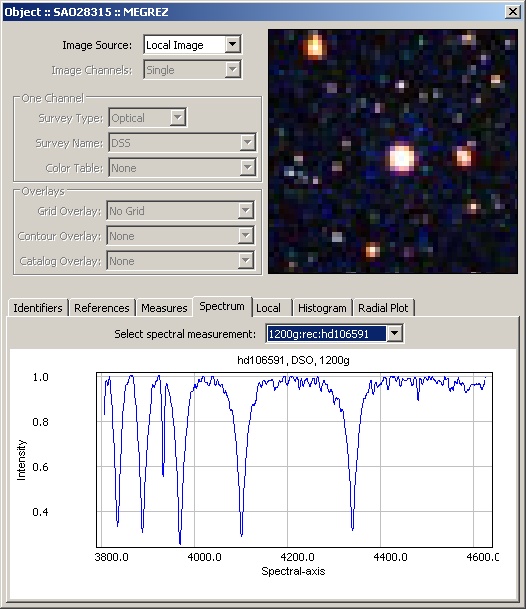 Object :: SAO28315 :: MEGREZ
Image Source: Local Image
Image Channels: Single
One Channel
Survey Type: Optical
Survey Name: DSS
Color Table: None
Overlays
Grid Overlay: No Grid
Contour Overlay: None
Catalog Overlay: None
Identifiers References Measures Spectrum Local Histogram Radial Plot
Select spectral measurement: 1200g:rec:hd106591
hd106591, DSO, 1200g
1.0
0.8
0.6
0.4
Intensity
3800.0 4000.0 4200.0 4400.0 4600.0
Spectral-axis